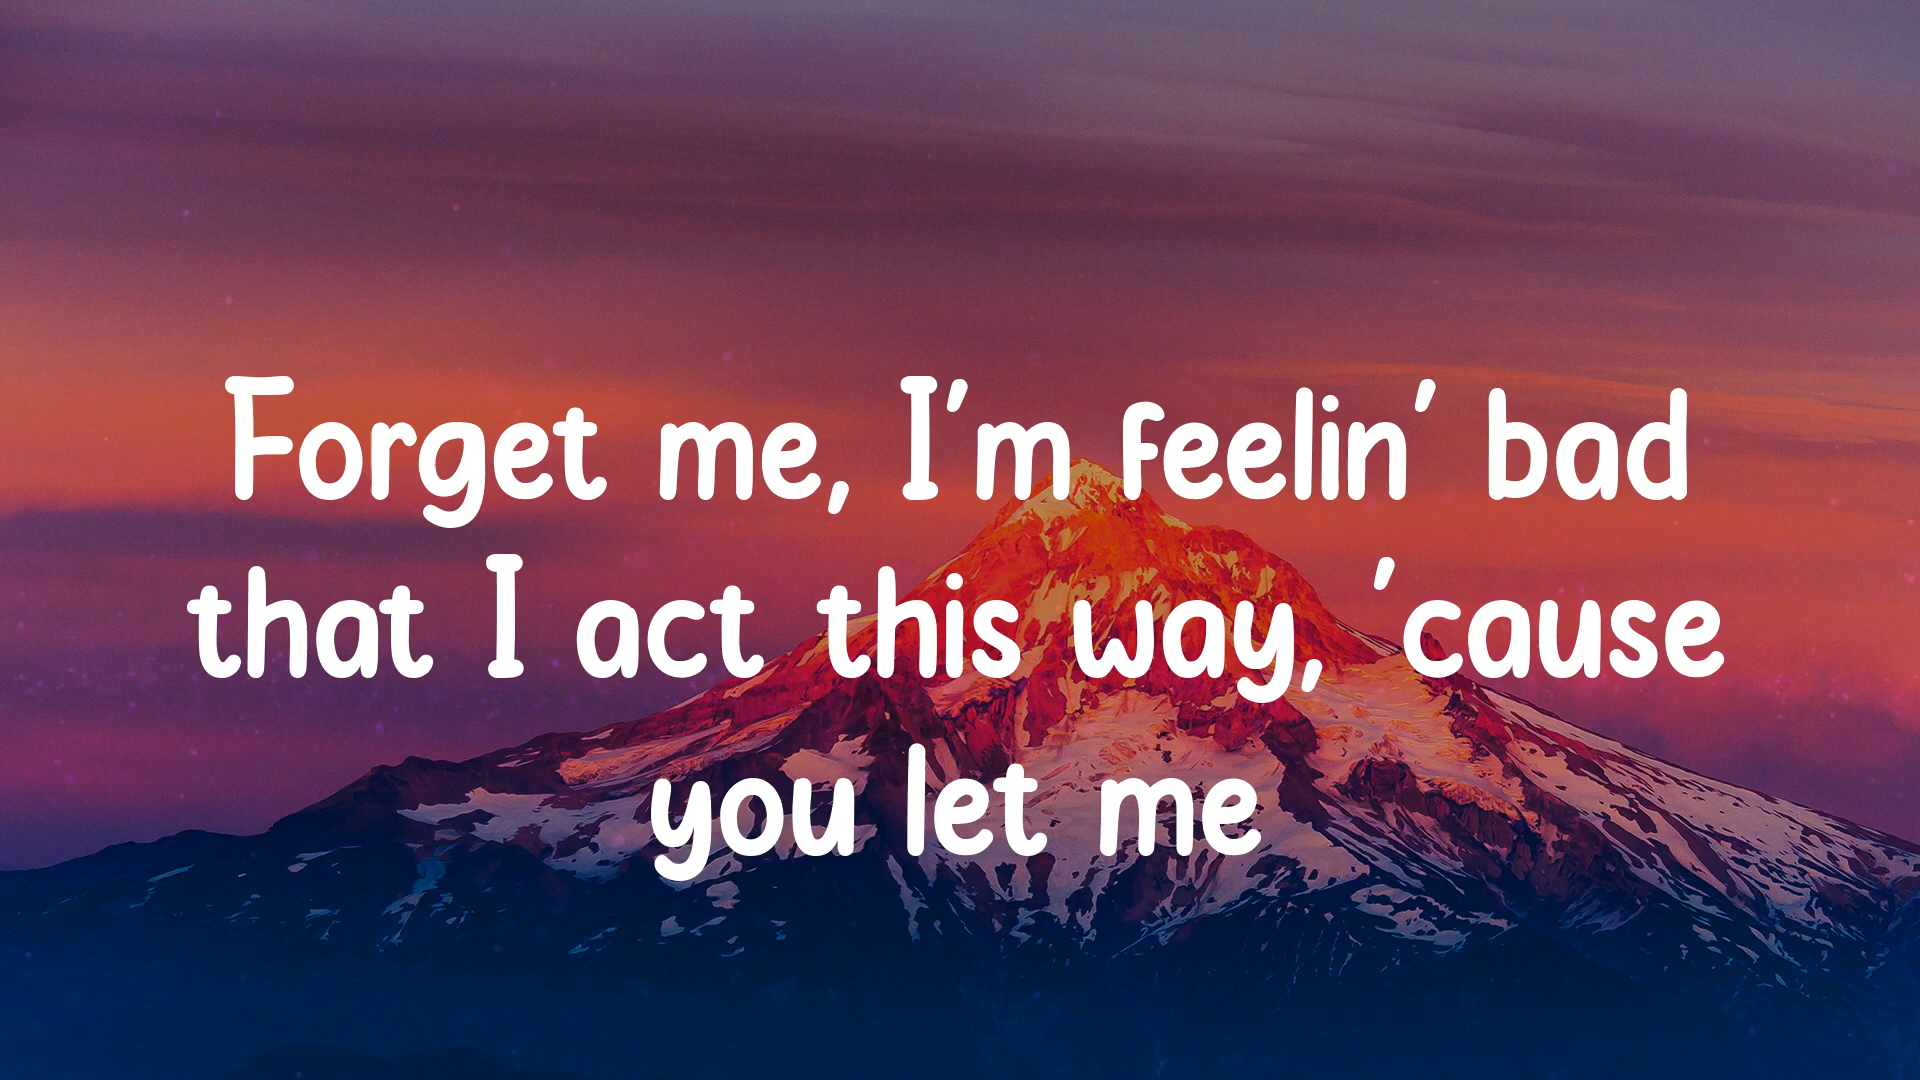 Forget me, I'm feelin' bad
that I act this way, 'cause
you let me